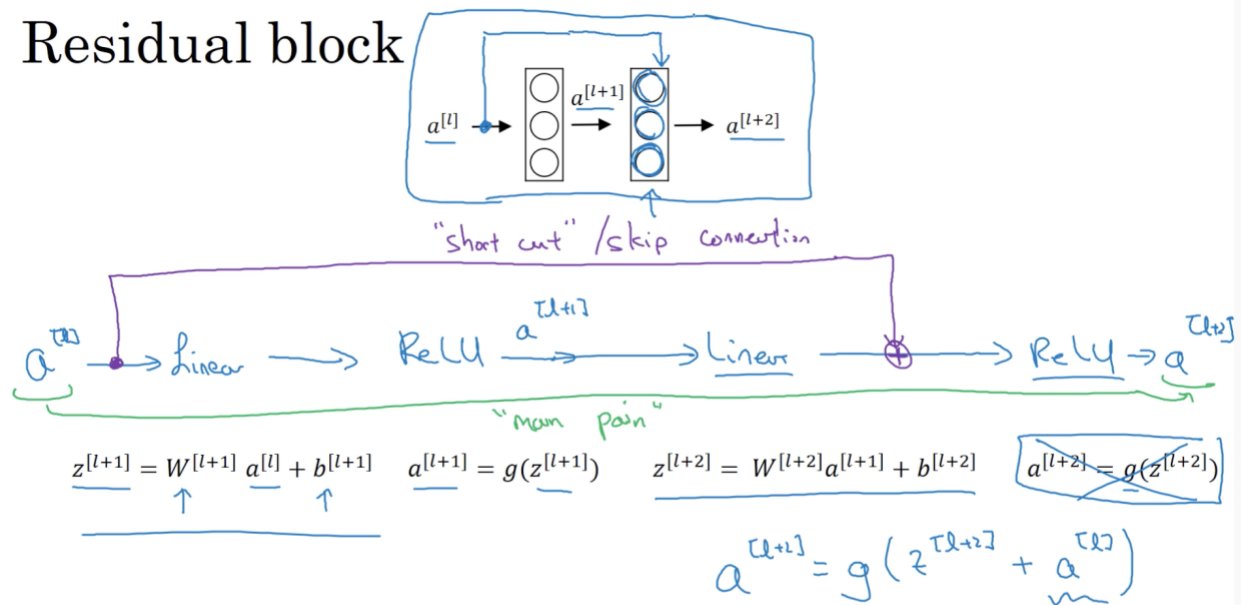 Residual block
a^[l] a^[l+1] a^[l+2]
"short cut" / skip connection
a^[l] → Linear → ReLU a^[l+1] → Linear → ⊕ → ReLU → a^[l+2]
"main pain"
z^[l+1] = W^[l+1] a^[l] + b^[l+1] a^[l+1] = g(z^[l+1]) z^[l+2] = W^[l+2]a^[l+1] + b^[l+2] a^[l+2] = g(z^[l+2])
a^[l+2] = g(z^[l+2] + a^[l])